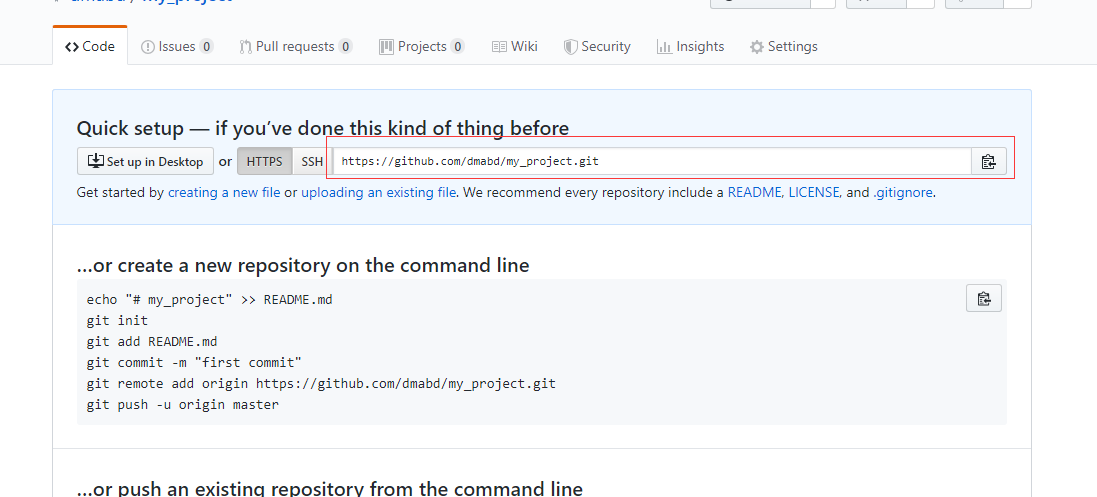 dmabd / my_project
Code Issues 0 Pull requests 0 Projects 0 Wiki Security Insights Settings
Quick setup — if you’ve done this kind of thing before
Set up in Desktop or HTTPS SSH https://github.com/dmabd/my_project.git
Get started by creating a new file or uploading an existing file. We recommend every repository include a README, LICENSE, and .gitignore.
…or create a new repository on the command line
echo "# my_project" >> README.md
git init
git add README.md
git commit -m "first commit"
git remote add origin https://github.com/dmabd/my_project.git
git push -u origin master
…or push an existing repository from the command line